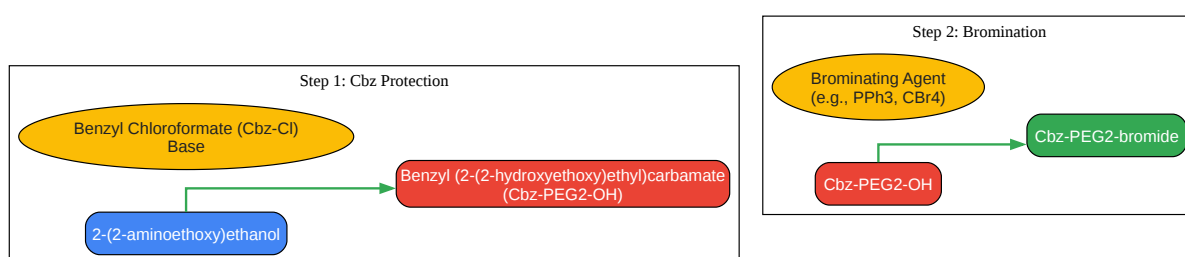 Step 1: Cbz Protection
Benzyl Chloroformate (Cbz-Cl)
Base
Benzyl (2-(2-hydroxyethoxy)ethyl)carbamate
(Cbz-PEG2-OH)
2-(2-aminoethoxy)ethanol
Step 2: Bromination
Brominating Agent
(e.g., PPh3, CBr4)
Cbz-PEG2-bromide
Cbz-PEG2-OH